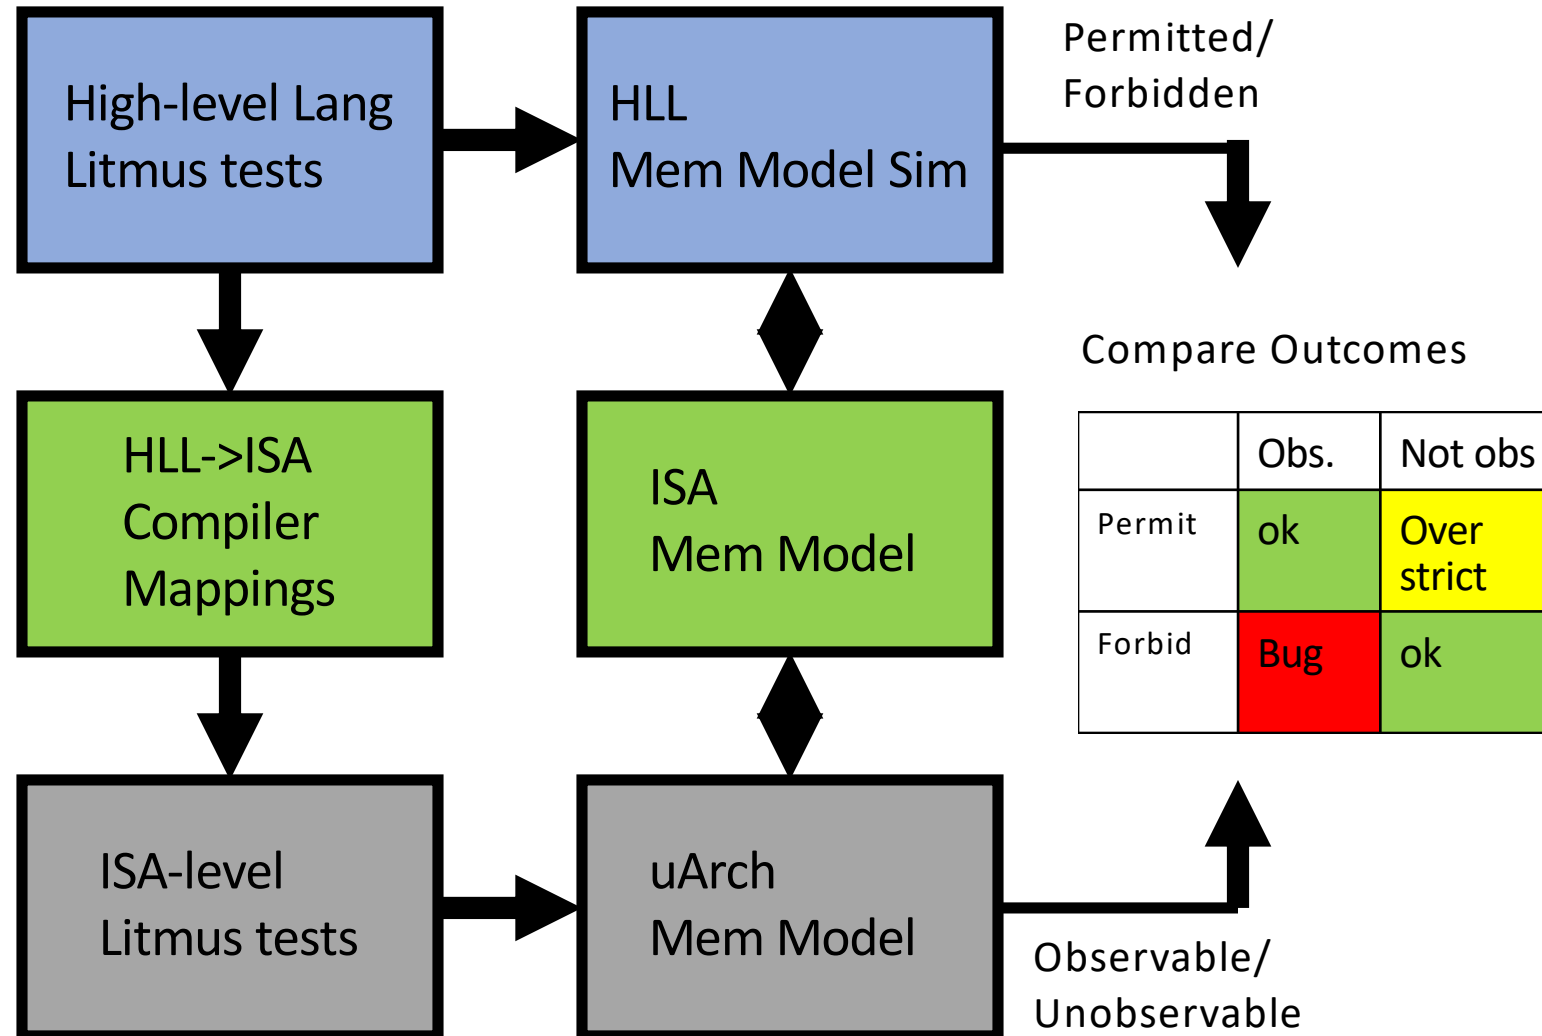 High-level Lang
Litmus tests
HLL
Mem Model Sim
Permitted/
Forbidden
HLL->ISA
Compiler
Mappings
ISA
Mem Model
Compare Outcomes
Obs.
Not obs
Permit
ok
Over
strict
Forbid
Bug
ok
ISA-level
Litmus tests
uArch
Mem Model
Observable/
Unobservable